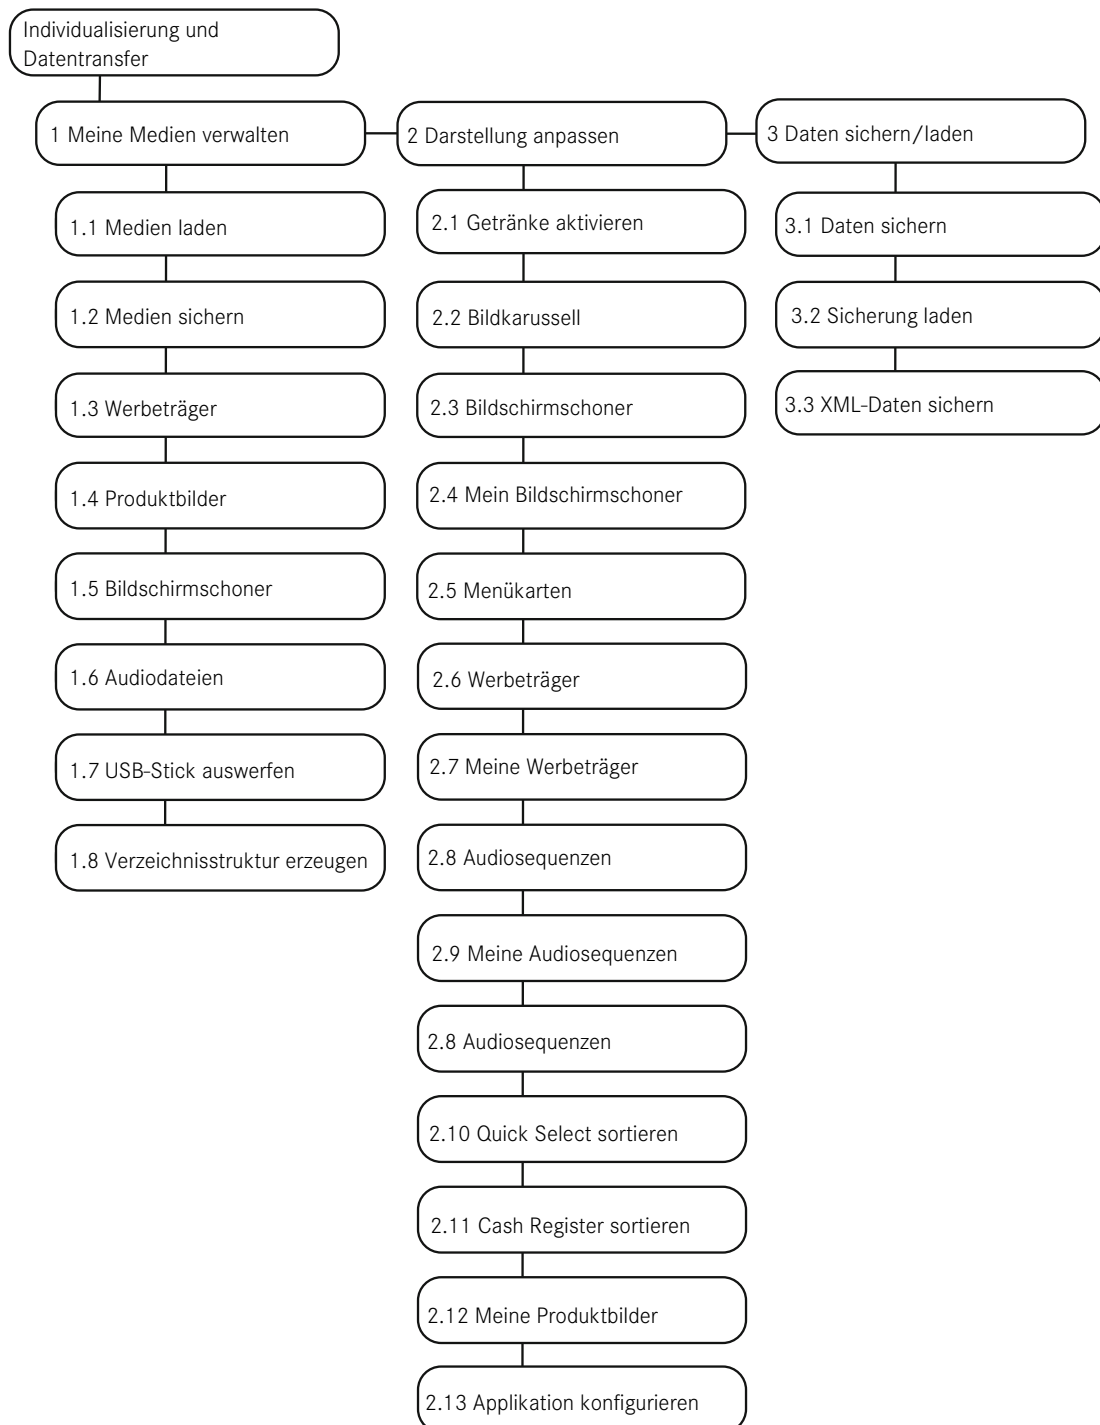 Individualisierung und
Datentransfer
1 Meine Medien verwalten
1.1 Medien laden
1.2 Medien sichern
1.3 Werbeträger
1.4 Produktbilder
1.5 Bildschirmschoner
1.6 Audiodateien
1.7 USB-Stick auswerfen
1.8 Verzeichnisstruktur erzeugen
2 Darstellung anpassen
2.1 Getränke aktivieren
2.2 Bildkarussell
2.3 Bildschirmschoner
2.4 Mein Bildschirmschoner
2.5 Menükarten
2.6 Werbeträger
2.7 Meine Werbeträger
2.8 Audiosequenzen
2.9 Meine Audiosequenzen
2.8 Audiosequenzen
2.10 Quick Select sortieren
2.11 Cash Register sortieren
2.12 Meine Produktbilder
2.13 Applikation konfigurieren
3 Daten sichern/laden
3.1 Daten sichern
3.2 Sicherung laden
3.3 XML-Daten sichern